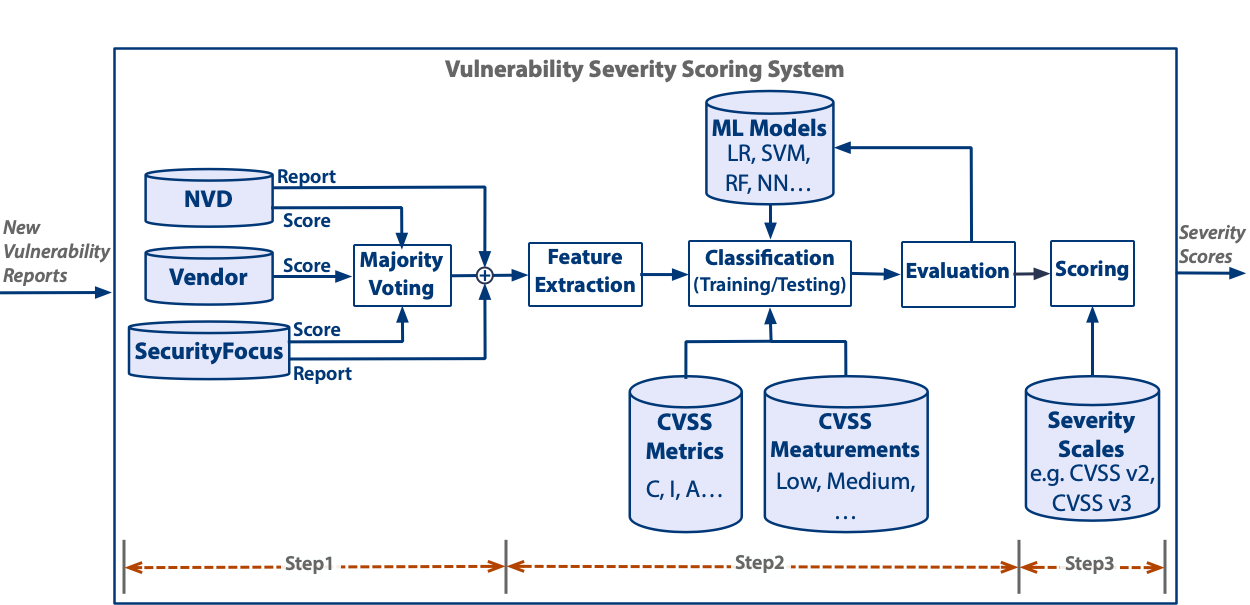 Vulnerability Severity Scoring System
New
Vulnerability
Reports
NVD
Report
Score
Vendor
Score
SecurityFocus
Score
Report
Majority
Voting
Feature
Extraction
ML Models
LR, SVM,
RF, NN...
Classification
(Training/Testing)
CVSS
Metrics
C, I, A...
CVSS
Meaturements
Low, Medium,
...
Evaluation
Scoring
Severity
Scales
e.g. CVSS v2,
CVSS v3
Severity
Scores
Step1
Step2
Step3